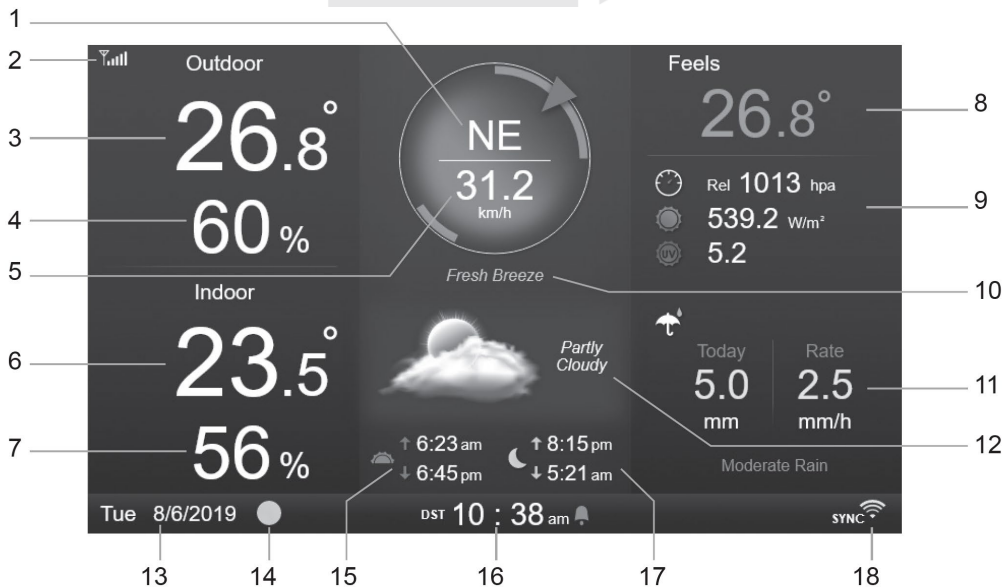 1
2
3
4
5
6
7
Outdoor
26.8°
60 %
Indoor
23.5°
56 %
NE
31.2
km/h
Fresh Breeze
Partly
Cloudy
↑ 6:23 am
↓ 6:45 pm
↑ 8:15 pm
↓ 5:21 am
Feels
26.8°
Rel 1013 hpa
539.2 W/m²
UV 5.2
Today Rate
5.0 2.5
mm mm/h
Moderate Rain
Tue 8/6/2019
DST 10 : 38 am
SYNC
8
9
10
11
12
13 14 15 16 17 18